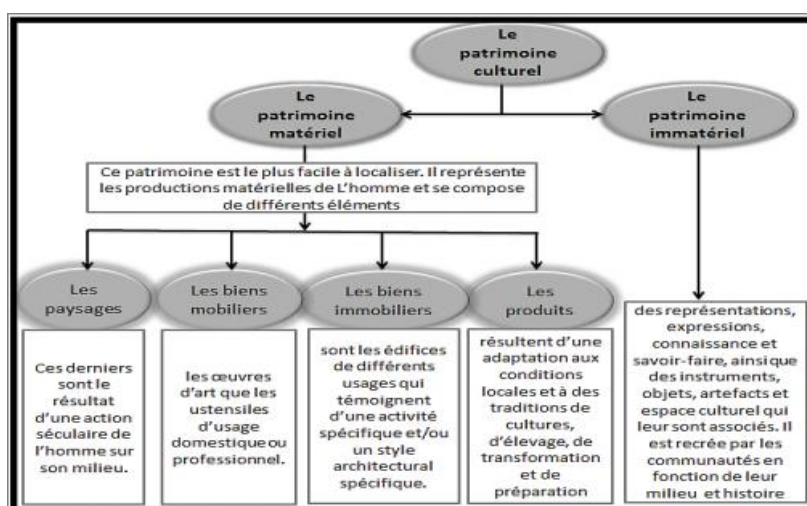 Le
patrimoine
culturel
Le
patrimoine
matériel
Le
patrimoine
immatériel
Ce patrimoine est le plus facile à localiser. Il représente
les productions matérielles de L'homme et se compose
de différents éléments
Les
paysages
Les biens
mobiliers
Les biens
immobiliers
Les
produits
Ces derniers
sont le
résultat
d'une action
séculaire de
l'homme sur
son milieu.
les œuvres
d'art que les
ustensiles
d'usage
domestique ou
professionnel.
sont les édifices
de différents
usages qui
témoignent
d'une activité
spécifique et/ou
un style
architectural
spécifique.
résultent d'une
adaptation aux
conditions
locales et à des
traditions de
cultures,
d'élevage, de
transformation
et de
préparation
des représentations,
expressions,
connaissance et
savoir-faire, ainsi que
des instruments,
objets, artefacts et
espace culturel qui
leur sont associés. Il
est recrée par les
communautés en
fonction de leur
milieu et histoire